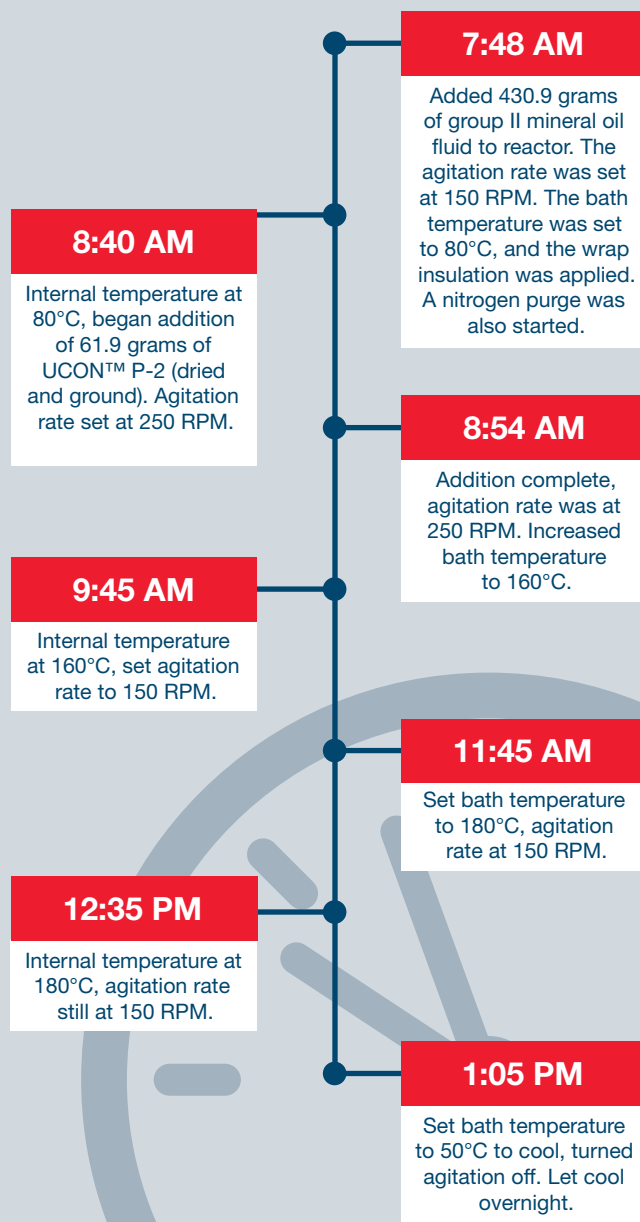 7:48 AM
Added 430.9 grams
of group II mineral oil
fluid to reactor. The
agitation rate was set
at 150 RPM. The bath
temperature was set
to 80°C, and the wrap
insulation was applied.
A nitrogen purge was
also started.
8:40 AM
Internal temperature at
80°C, began addition
of 61.9 grams of
UCON™ P-2 (dried
and ground). Agitation
rate set at 250 RPM.
8:54 AM
Addition complete,
agitation rate was at
250 RPM. Increased
bath temperature
to 160°C.
9:45 AM
Internal temperature
at 160°C, set agitation
rate to 150 RPM.
11:45 AM
Set bath temperature
to 180°C, agitation
rate at 150 RPM.
12:35 PM
Internal temperature at
180°C, agitation rate
still at 150 RPM.
1:05 PM
Set bath temperature
to 50°C to cool, turned
agitation off. Let cool
overnight.